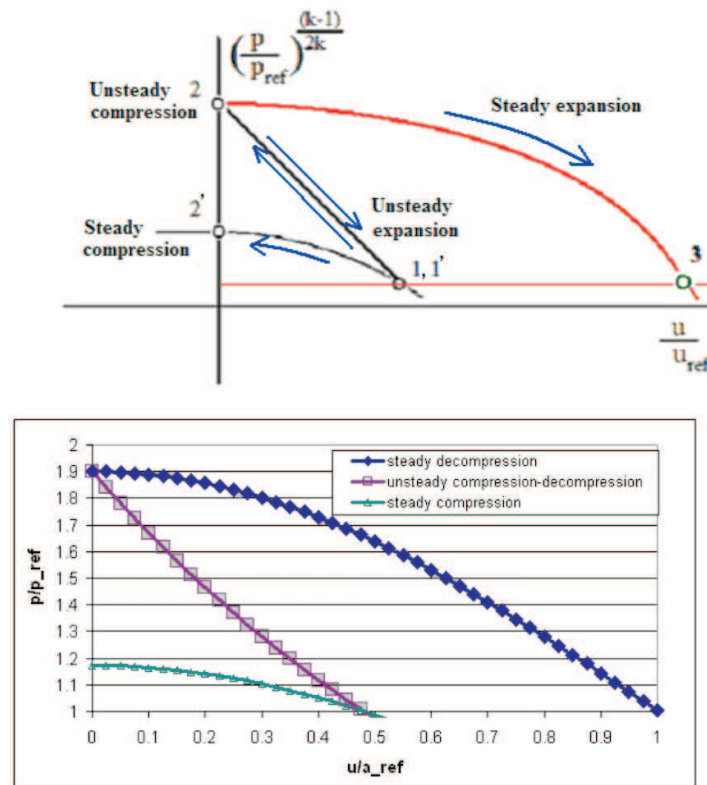 (p/p_ref)^((k-1)/2k)
Unsteady
compression
2
Steady expansion
2'
Steady
compression
Unsteady
expansion
1, 1'
3
u
u_ref
2
1.9
1.8
1.7
1.6
1.5
1.4
1.3
1.2
1.1
1
p/p_ref
steady decompression
unsteady compression-decompression
steady compression
0 0.1 0.2 0.3 0.4 0.5 0.6 0.7 0.8 0.9 1
u/a_ref